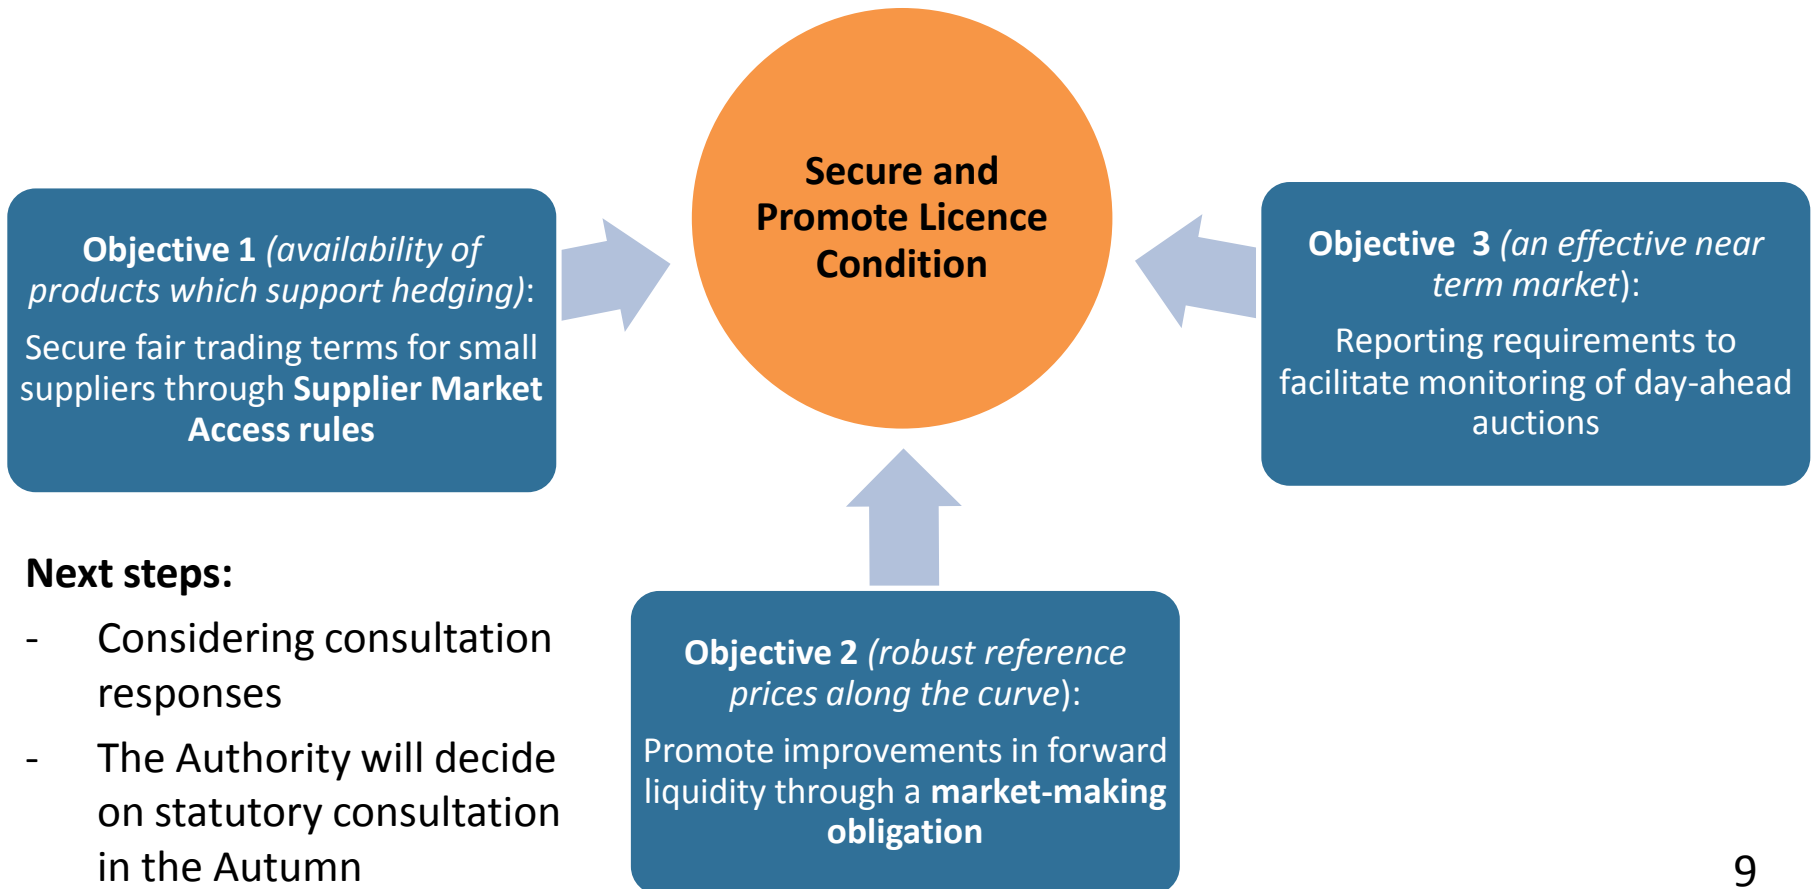 Secure and
Promote Licence
Condition
Objective 1 (availability of
products which support hedging):
Secure fair trading terms for small
suppliers through Supplier Market
Access rules
Objective 3 (an effective near
term market):
Reporting requirements to
facilitate monitoring of day-ahead
auctions
Objective 2 (robust reference
prices along the curve):
Promote improvements in forward
liquidity through a market-making
obligation
Next steps:
- Considering consultation
responses
- The Authority will decide
on statutory consultation
in the Autumn
9